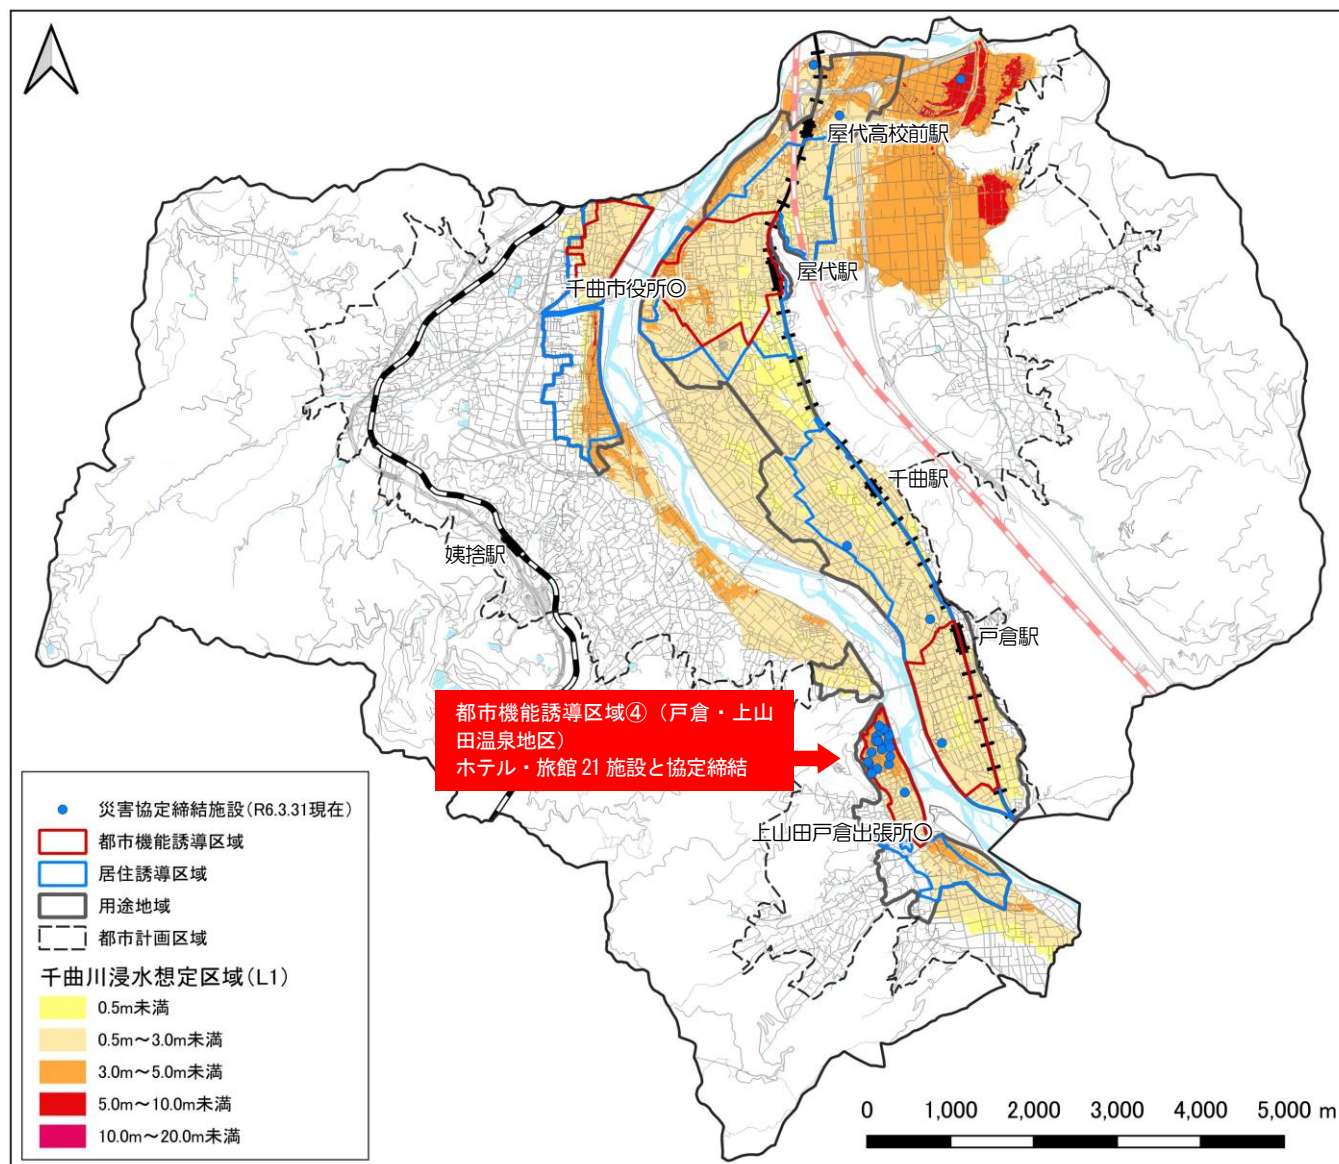 屋代高校前駅
屋代駅
千曲市役所◎
千曲駅
姨捨駅
戸倉駅
都市機能誘導区域④（戸倉・上山
田温泉地区）
ホテル・旅館 21 施設と協定締結
上山田戸倉出張所○
災害協定締結施設(R6.3.31現在)
都市機能誘導区域
居住誘導区域
用途地域
都市計画区域
千曲川浸水想定区域(L1)
0.5m未満
0.5m～3.0m未満
3.0m～5.0m未満
5.0m～10.0m未満
10.0m～20.0m未満
0 1,000 2,000 3,000 4,000 5,000 m